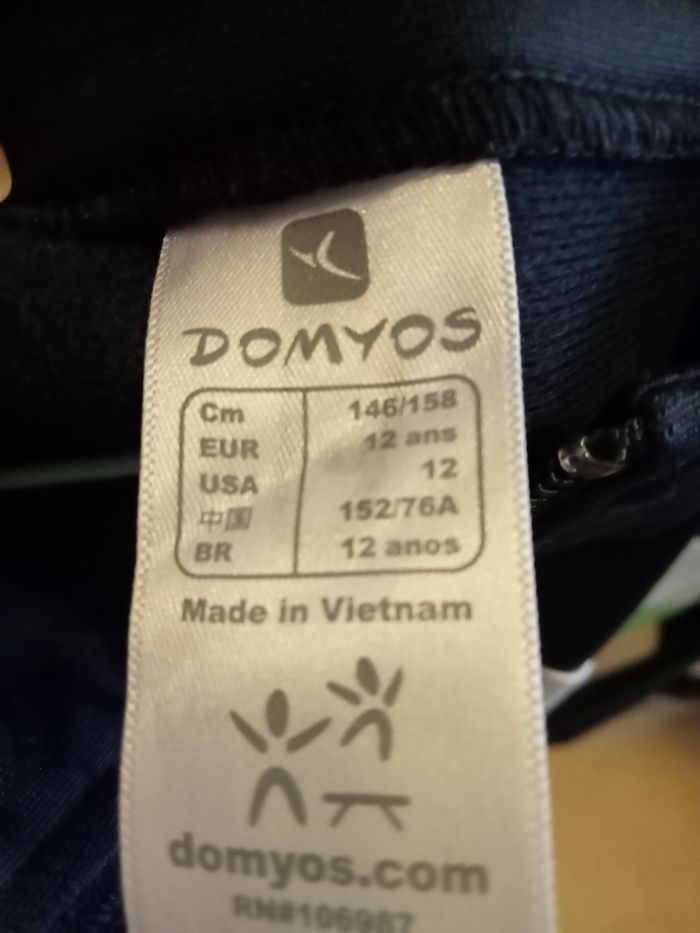 DOMYOS
Cm 146/158
EUR 12 ans
USA 12
中国 152/76A
BR 12 anos
Made in Vietnam
domyos.com
RN#106987